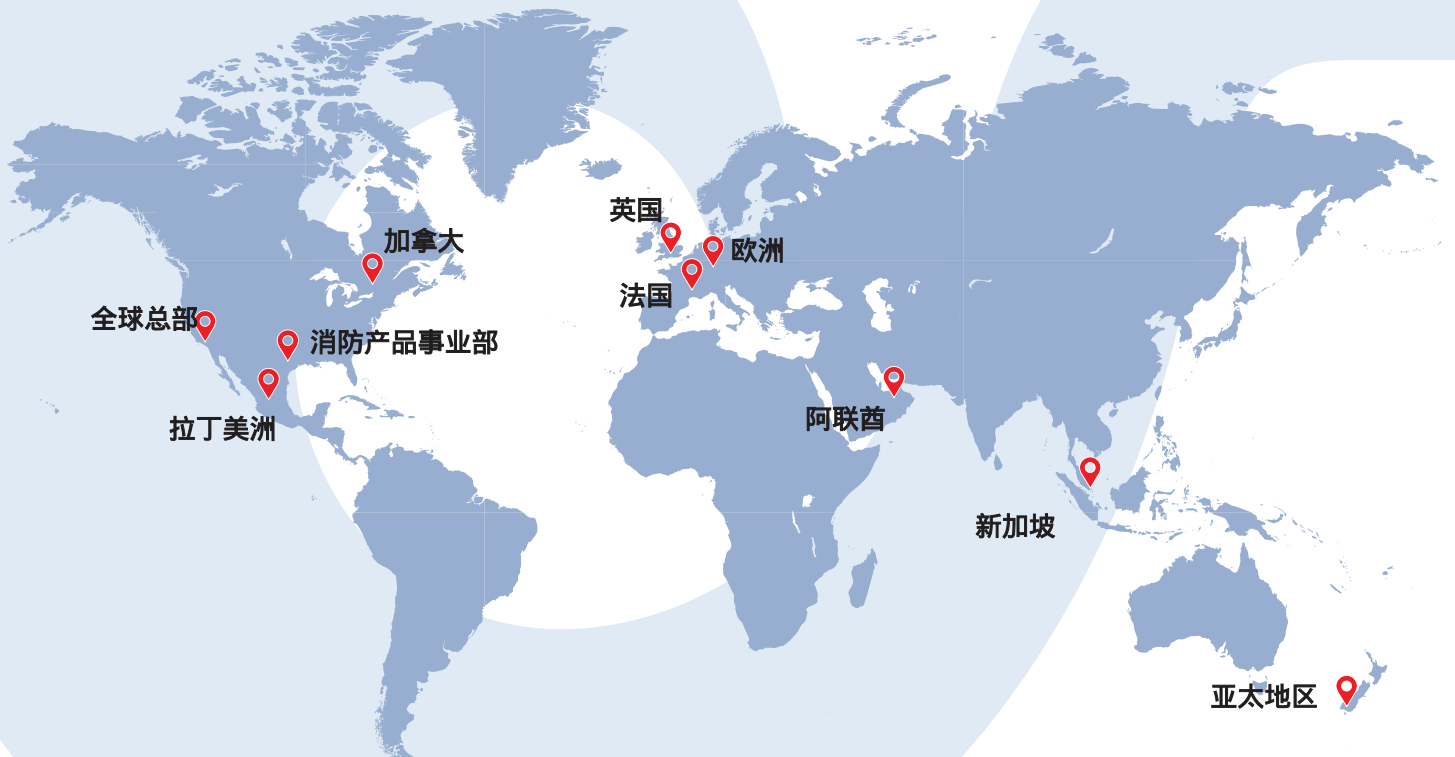 英国
加拿大
欧洲
法国
全球总部
消防产品事业部
阿联酋
拉丁美洲
新加坡
亚太地区